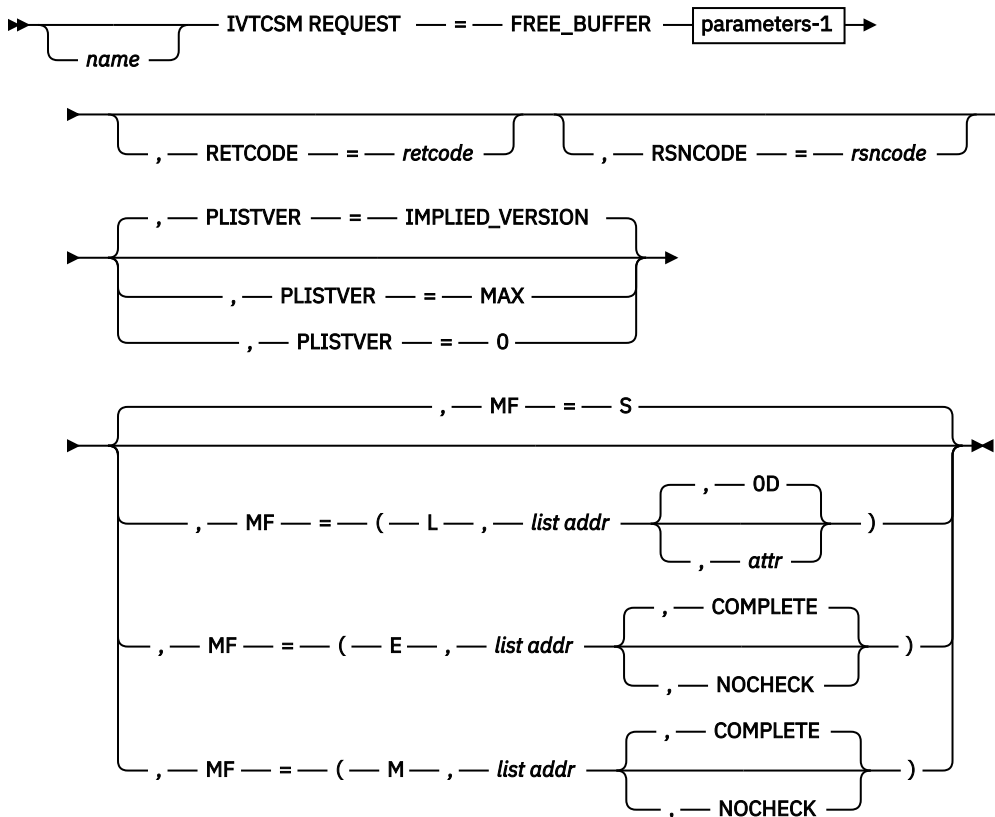 IVTCSM REQUEST = FREE_BUFFER parameters-1
name
, RETCODE = retcode , RSNCODE = rsncode
, PLISTVER = IMPLIED_VERSION
, PLISTVER = MAX
, PLISTVER = 0
, MF = S
, 0D
, MF = ( L , list addr )
, attr
, COMPLETE
, MF = ( E , list addr )
, NOCHECK
, COMPLETE
, MF = ( M , list addr )
, NOCHECK